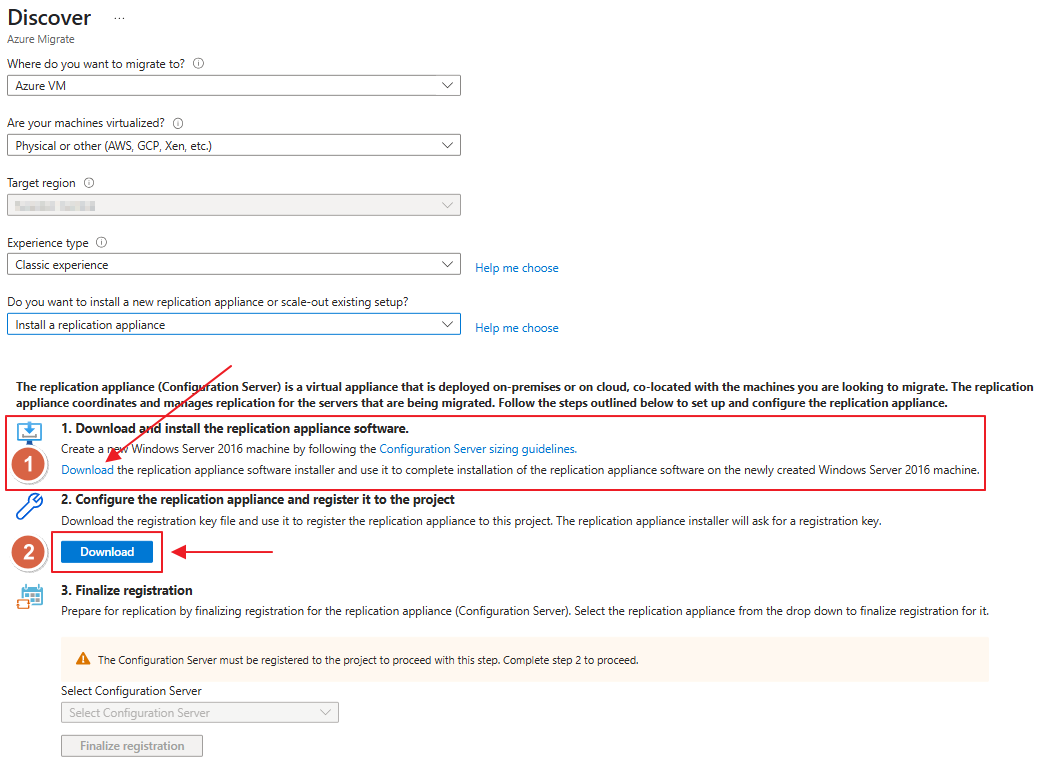 Discover ...
Azure Migrate
Where do you want to migrate to?
Azure VM
Are your machines virtualized?
Physical or other (AWS, GCP, Xen, etc.)
Target region
Experience type
Classic experience
Help me choose
Do you want to install a new replication appliance or scale-out existing setup?
Install a replication appliance
Help me choose
The replication appliance (Configuration Server) is a virtual appliance that is deployed on-premises or on cloud, co-located with the machines you are looking to migrate. The replication
appliance coordinates and manages replication for the servers that are being migrated. Follow the steps outlined below to set up and configure the replication appliance.
1. Download and install the replication appliance software.
Create a new Windows Server 2016 machine by following the Configuration Server sizing guidelines.
1
Download the replication appliance software installer and use it to complete installation of the replication appliance software on the newly created Windows Server 2016 machine.
2. Configure the replication appliance and register it to the project
Download the registration key file and use it to register the replication appliance to this project. The replication appliance installer will ask for a registration key.
2
Download
3. Finalize registration
Prepare for replication by finalizing registration for the replication appliance (Configuration Server). Select the replication appliance from the drop down to finalize registration for it.
The Configuration Server must be registered to the project to proceed with this step. Complete step 2 to proceed.
Select Configuration Server
Select Configuration Server
Finalize registration